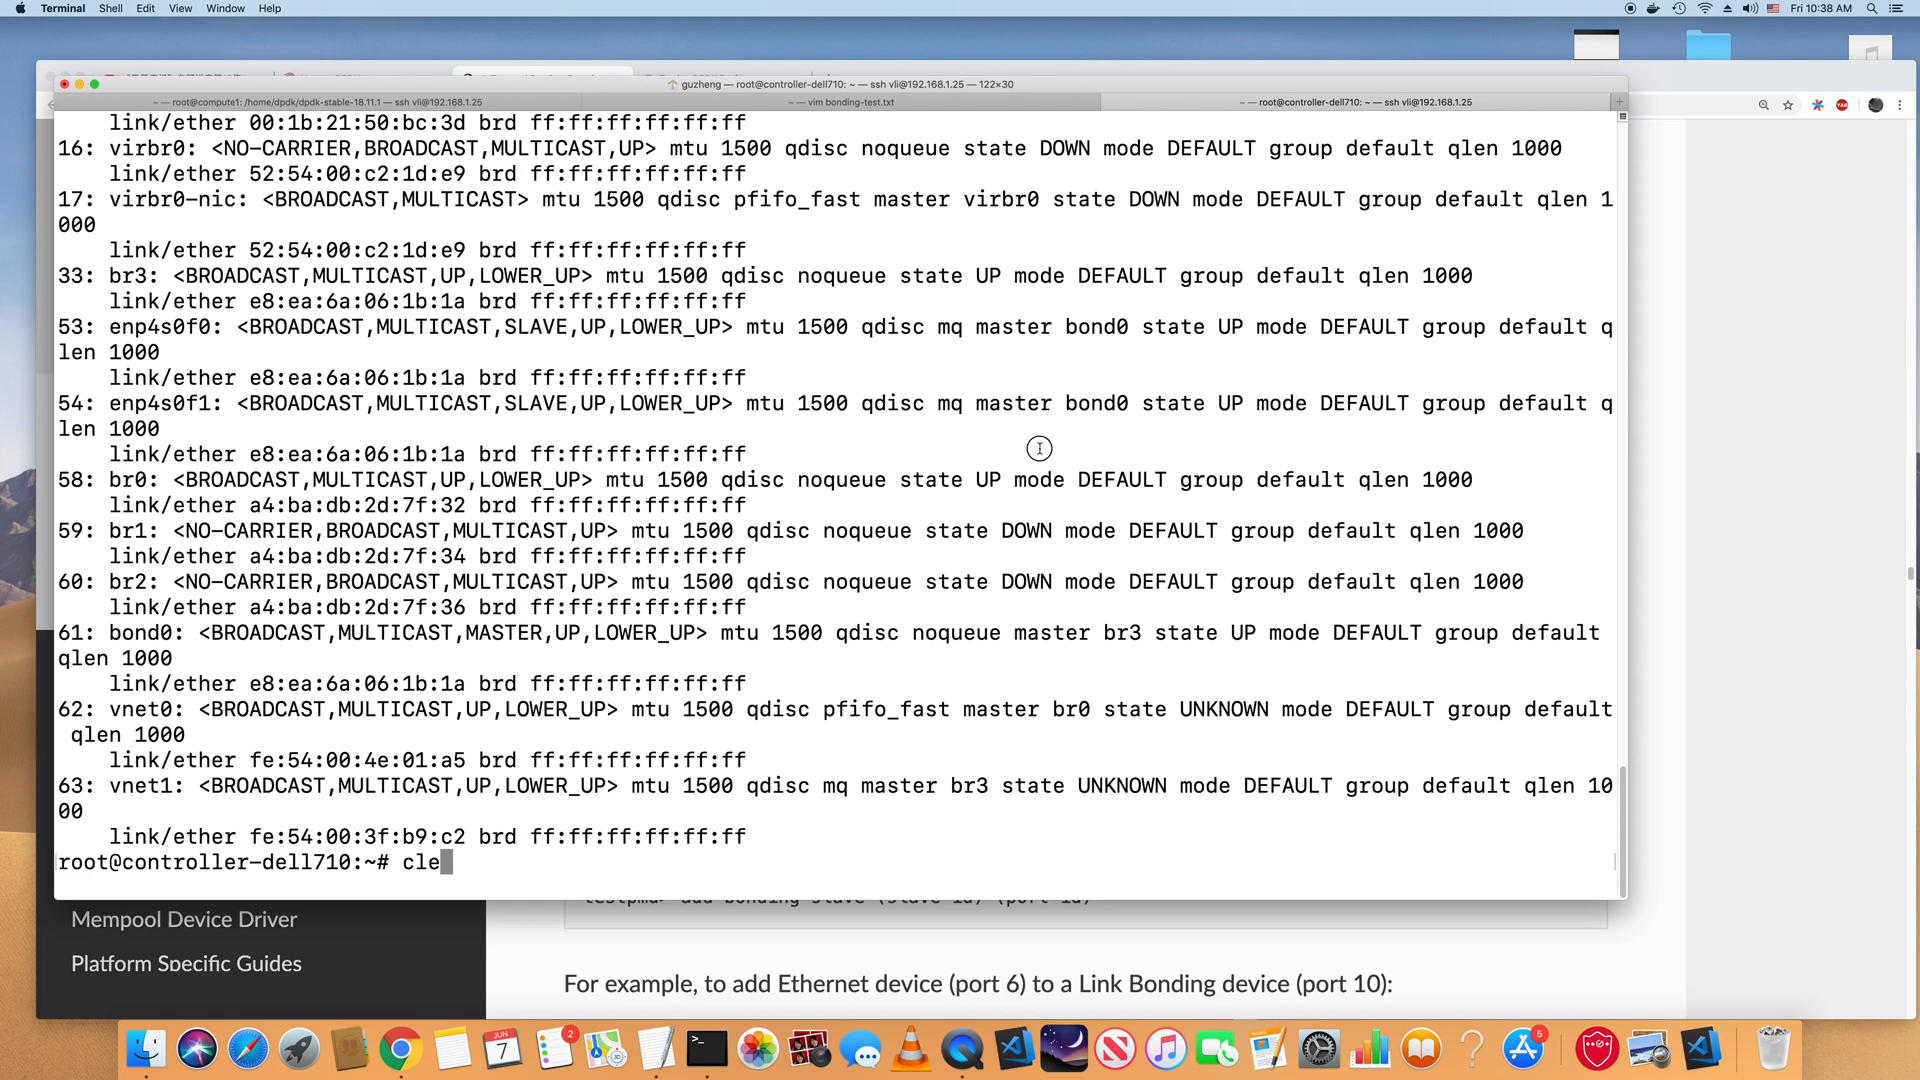 Terminal Shell Edit View Window Help
Fri 10:38 AM
guzheng — root@controller-dell710: ~ — ssh vli@192.168.1.25 — 122×30
~ — root@compute1: /home/dpdk/dpdk-stable-18.11.1 — ssh vli@192.168.1.25
~ — vim bonding-test.txt
~ — root@controller-dell710: ~ — ssh vli@192.168.1.25
link/ether 00:1b:21:50:bc:3d brd ff:ff:ff:ff:ff:ff
16: virbr0: <NO-CARRIER,BROADCAST,MULTICAST,UP> mtu 1500 qdisc noqueue state DOWN mode DEFAULT group default qlen 1000
link/ether 52:54:00:c2:1d:e9 brd ff:ff:ff:ff:ff:ff
17: virbr0-nic: <BROADCAST,MULTICAST> mtu 1500 qdisc pfifo_fast master virbr0 state DOWN mode DEFAULT group default qlen 1
000
link/ether 52:54:00:c2:1d:e9 brd ff:ff:ff:ff:ff:ff
33: br3: <BROADCAST,MULTICAST,UP,LOWER_UP> mtu 1500 qdisc noqueue state UP mode DEFAULT group default qlen 1000
link/ether e8:ea:6a:06:1b:1a brd ff:ff:ff:ff:ff:ff
53: enp4s0f0: <BROADCAST,MULTICAST,SLAVE,UP,LOWER_UP> mtu 1500 qdisc mq master bond0 state UP mode DEFAULT group default q
len 1000
link/ether e8:ea:6a:06:1b:1a brd ff:ff:ff:ff:ff:ff
54: enp4s0f1: <BROADCAST,MULTICAST,SLAVE,UP,LOWER_UP> mtu 1500 qdisc mq master bond0 state UP mode DEFAULT group default q
len 1000
link/ether e8:ea:6a:06:1b:1a brd ff:ff:ff:ff:ff:ff
58: br0: <BROADCAST,MULTICAST,UP,LOWER_UP> mtu 1500 qdisc noqueue state UP mode DEFAULT group default qlen 1000
link/ether a4:ba:db:2d:7f:32 brd ff:ff:ff:ff:ff:ff
59: br1: <NO-CARRIER,BROADCAST,MULTICAST,UP> mtu 1500 qdisc noqueue state DOWN mode DEFAULT group default qlen 1000
link/ether a4:ba:db:2d:7f:34 brd ff:ff:ff:ff:ff:ff
60: br2: <NO-CARRIER,BROADCAST,MULTICAST,UP> mtu 1500 qdisc noqueue state DOWN mode DEFAULT group default qlen 1000
link/ether a4:ba:db:2d:7f:36 brd ff:ff:ff:ff:ff:ff
61: bond0: <BROADCAST,MULTICAST,MASTER,UP,LOWER_UP> mtu 1500 qdisc noqueue master br3 state UP mode DEFAULT group default
qlen 1000
link/ether e8:ea:6a:06:1b:1a brd ff:ff:ff:ff:ff:ff
62: vnet0: <BROADCAST,MULTICAST,UP,LOWER_UP> mtu 1500 qdisc pfifo_fast master br0 state UNKNOWN mode DEFAULT group default
qlen 1000
link/ether fe:54:00:4e:01:a5 brd ff:ff:ff:ff:ff:ff
63: vnet1: <BROADCAST,MULTICAST,UP,LOWER_UP> mtu 1500 qdisc mq master br3 state UNKNOWN mode DEFAULT group default qlen 10
00
link/ether fe:54:00:3f:b9:c2 brd ff:ff:ff:ff:ff:ff
root@controller-dell710:~# cle
Mempool Device Driver
Platform Specific Guides
For example, to add Ethernet device (port 6) to a Link Bonding device (port 10):
JUN
7
2
5